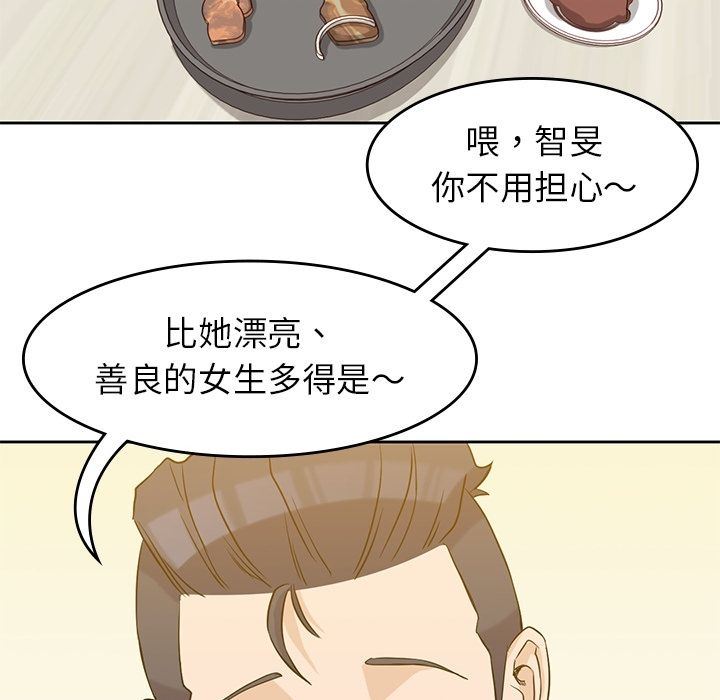 喂，智旻
你不用担心～
比她漂亮、
善良的女生多得是～